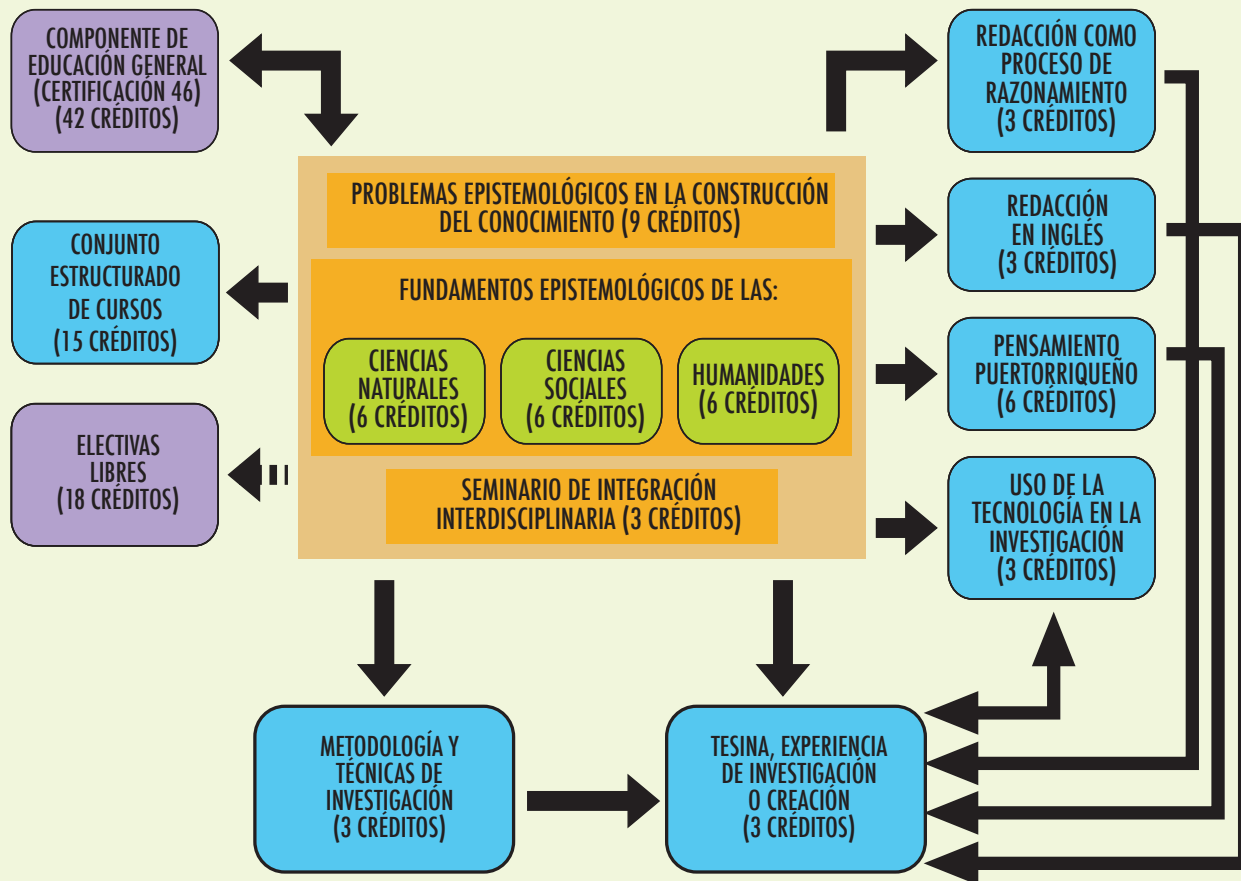 COMPONENTE DE
EDUCACIÓN GENERAL
(CERTIFICACIÓN 46)
(42 CRÉDITOS)
CONJUNTO
ESTRUCTURADO
DE CURSOS
(15 CRÉDITOS)
ELECTIVAS
LIBRES
(18 CRÉDITOS)
PROBLEMAS EPISTEMOLÓGICOS EN LA CONSTRUCCIÓN
DEL CONOCIMIENTO (9 CRÉDITOS)
FUNDAMENTOS EPISTEMOLÓGICOS DE LAS:
CIENCIAS
NATURALES
(6 CRÉDITOS)
CIENCIAS
SOCIALES
(6 CRÉDITOS)
HUMANIDADES
(6 CRÉDITOS)
SEMINARIO DE INTEGRACIÓN
INTERDISCIPLINARIA (3 CRÉDITOS)
REDACCIÓN COMO
PROCESO DE
RAZONAMIENTO
(3 CRÉDITOS)
REDACCIÓN
EN INGLÉS
(3 CRÉDITOS)
PENSAMIENTO
PUERTORRIQUEÑO
(6 CRÉDITOS)
USO DE LA
TECNOLOGÍA EN LA
INVESTIGACIÓN
(3 CRÉDITOS)
METODOLOGÍA Y
TÉCNICAS DE
INVESTIGACIÓN
(3 CRÉDITOS)
TESINA, EXPERIENCIA
DE INVESTIGACIÓN
O CREACIÓN
(3 CRÉDITOS)